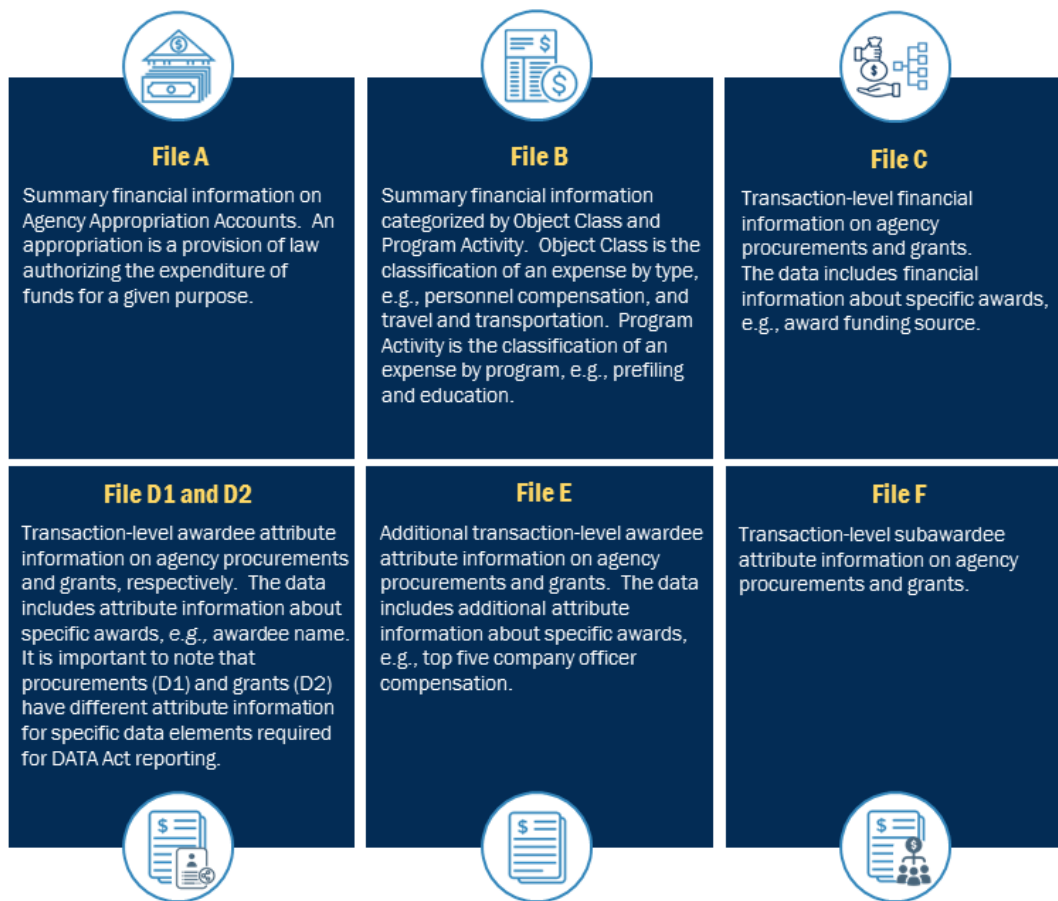 File A
Summary financial information on
Agency Appropriation Accounts. An
appropriation is a provision of law
authorizing the expenditure of
funds for a given purpose.
File B
Summary financial information
categorized by Object Class and
Program Activity. Object Class is the
classification of an expense by type,
e.g., personnel compensation, and
travel and transportation. Program
Activity is the classification of an
expense by program, e.g., prefiling
and education.
File C
Transaction-level financial
information on agency
procurements and grants.
The data includes financial
information about specific awards,
e.g., award funding source.
File D1 and D2
Transaction-level awardee attribute
information on agency procurements
and grants, respectively. The data
includes attribute information about
specific awards, e.g., awardee name.
It is important to note that
procurements (D1) and grants (D2)
have different attribute information
for specific data elements required
for DATA Act reporting.
File E
Additional transaction-level awardee
attribute information on agency
procurements and grants. The data
includes additional attribute
information about specific awards,
e.g., top five company officer
compensation.
File F
Transaction-level subawardee
attribute information on agency
procurements and grants.